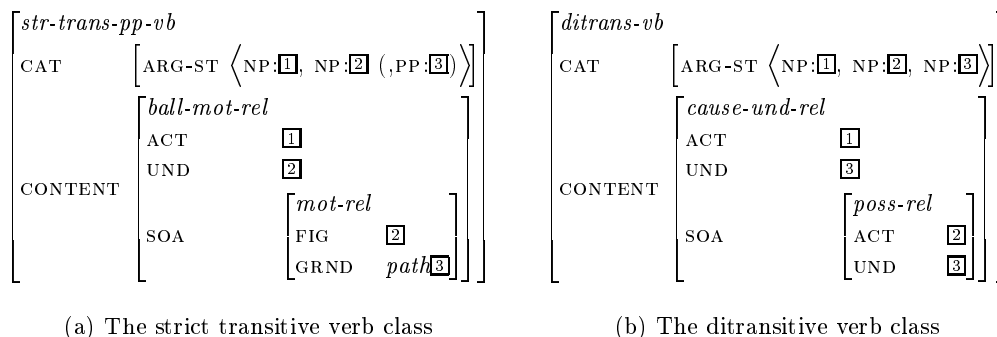 str-trans-pp-vb
CAT [ARG-ST ⟨NP:1, NP:2 (,PP:3)⟩]
ball-mot-rel
ACT 1
UND 2
CONTENT
mot-rel
SOA FIG 2
GRND path3
(a) The strict transitive verb class
ditrans-vb
CAT [ARG-ST ⟨NP:1, NP:2, NP:3⟩]
cause-und-rel
ACT 1
UND 3
CONTENT
poss-rel
SOA ACT 2
UND 3
(b) The ditransitive verb class